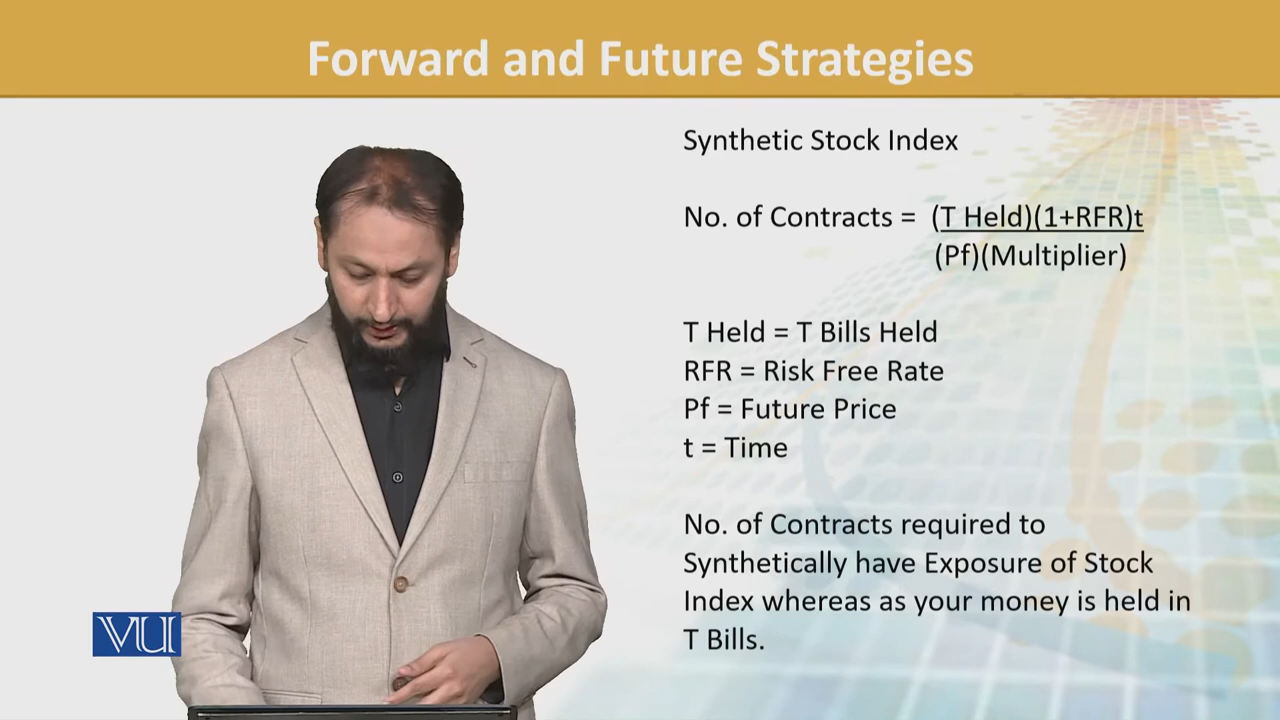 Forward and Future Strategies
Synthetic Stock Index
No. of Contracts = (T Held)(1+RFR)t
(Pf)(Multiplier)
T Held = T Bills Held
RFR = Risk Free Rate
Pf = Future Price
t = Time
No. of Contracts required to
Synthetically have Exposure of Stock
Index whereas as your money is held in
T Bills.
VU